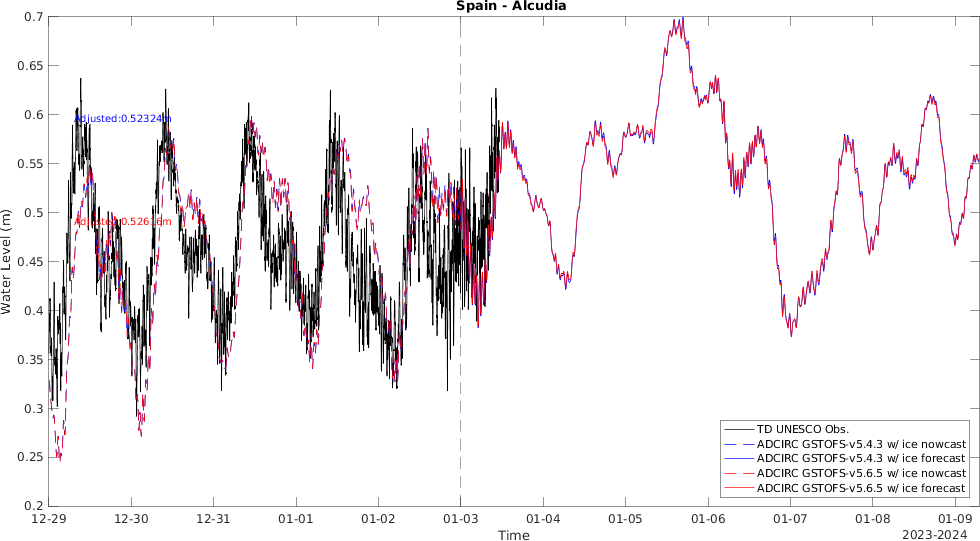 Spain - Alcudia
0.7
0.65
0.6
0.55
0.5
0.45
0.4
0.35
0.3
0.25
0.2
Water Level (m)
Adjusted:0.52324m
Adjusted:0.52616m
TD UNESCO Obs.
ADCIRC GSTOFS-v5.4.3 w/ ice nowcast
ADCIRC GSTOFS-v5.4.3 w/ ice forecast
ADCIRC GSTOFS-v5.6.5 w/ ice nowcast
ADCIRC GSTOFS-v5.6.5 w/ ice forecast
12-29 12-30 12-31 01-01 01-02 01-03 01-04 01-05 01-06 01-07 01-08 01-09
Time
2023-2024